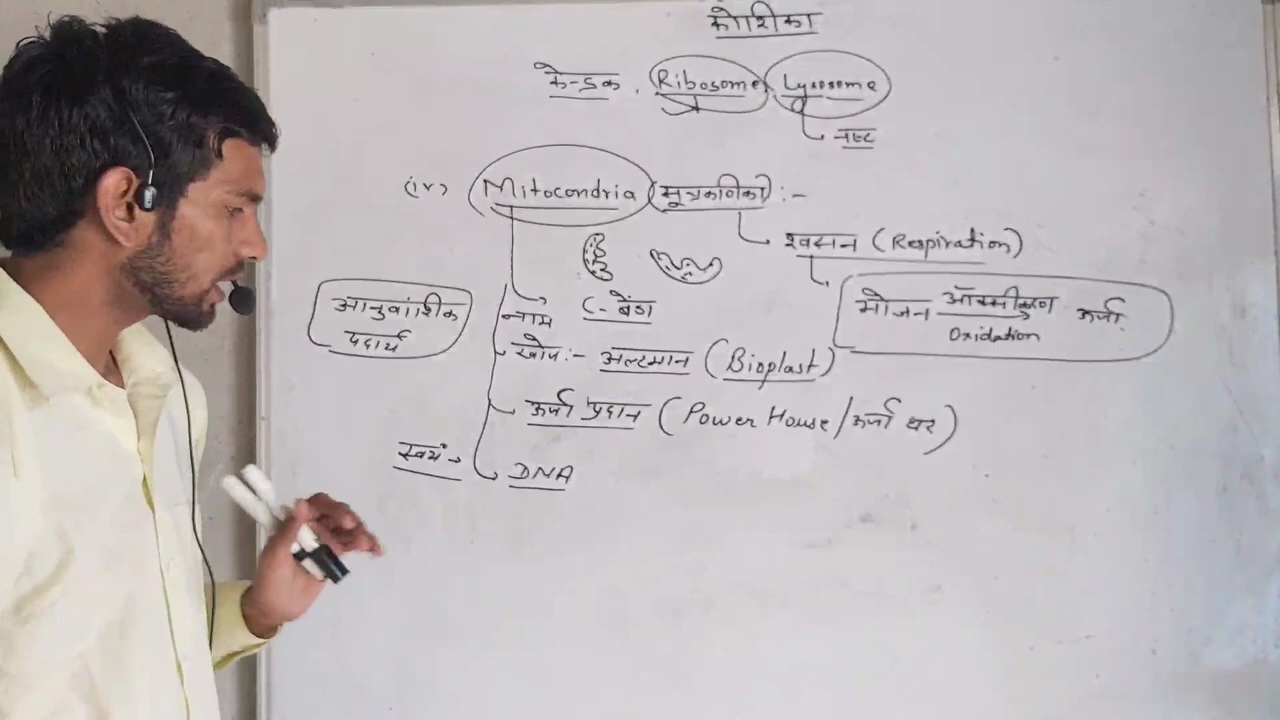 कोशिका
केन्द्रक, Ribosome, Lysosome
नष्ट
(iv) Mitocondria (सूत्रकणिका) :-
श्वसन (Respiration)
भोजन ऑक्सीकरण ऊर्जा
Oxidation
आनुवांशिक
पदार्थ
नाम C-बेंडा
खोज :- अल्टमान (Bioplast)
ऊर्जा प्रदान (Power House/ऊर्जा घर)
स्वयं → DNA